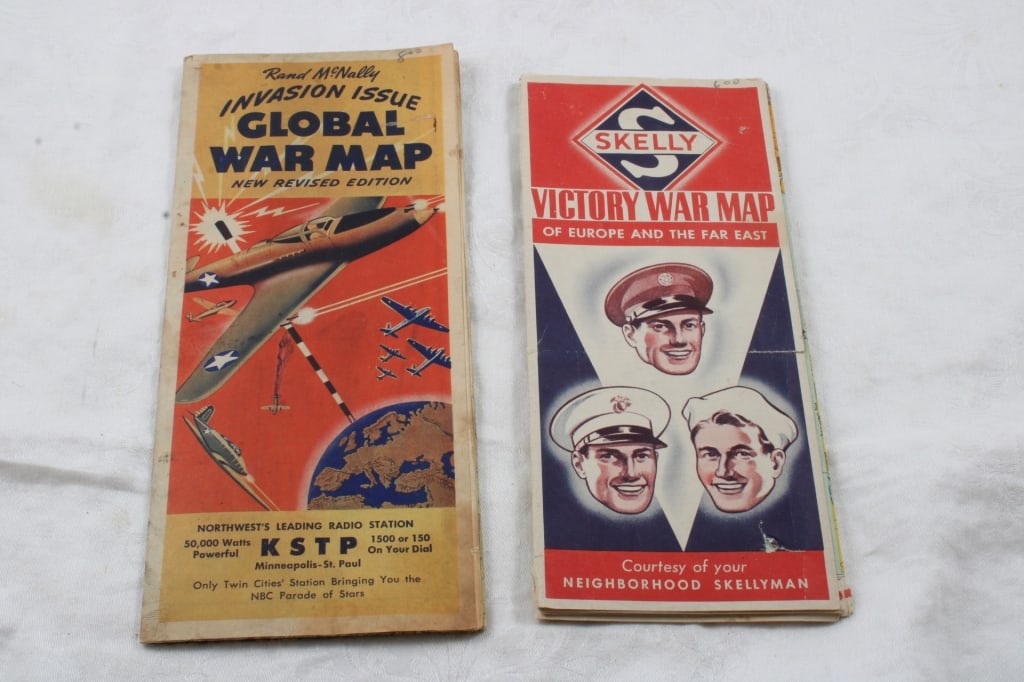 800
Rand McNally
INVASION ISSUE
GLOBAL
WAR MAP
NEW REVISED EDITION
NORTHWEST'S LEADING RADIO STATION
50,000 Watts
Powerful
KSTP
1500 or 150
On Your Dial
Minneapolis-St. Paul
Only Twin Cities' Station Bringing You the
NBC Parade of Stars
600
S
SKELLY
VICTORY WAR MAP
OF EUROPE AND THE FAR EAST
Courtesy of your
NEIGHBORHOOD SKELLYMAN